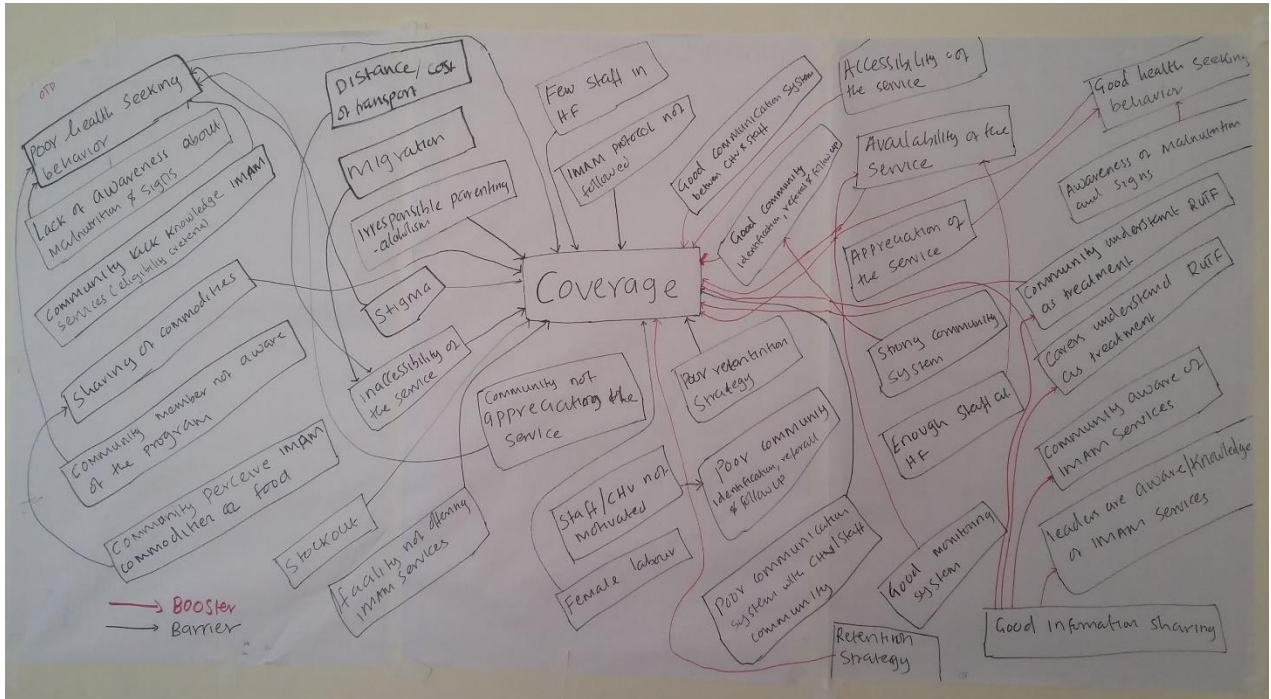 OTP
Poor health seeking
behavior
Lack of awareness about
Malnutrition & Signs
Community lack knowledge IMAM
services (eligibility creteria)
Sharing of commodities
Community member not aware
of the program
Community perceive IMAM
commodities as food
Distance/cost
of transport
Migration
Irresponsible parenting
-alcoholism
Stigma
Inaccessibility of
the service
Stockout
Facility not offering
IMAM services
Few staff in
HF
IMAM protocol not
followed
Good communication system
between CHV & staff
Good community
identification, referral & follow up
Coverage
Community not
appreciating the
service
Poor retention
strategy
Staff/CHV not
motivated
Female labour
Poor community
identification, referall
& follow up
Poor communication
system with CHV/Staff
community
Retention
Strategy
Accessibility of
the service
Availability of the
service
Appreciation of
the service
Strong community
system
Enough staff at
HF
Good monitoring
system
Good health seeking
behavior
Awareness of Malnutrition
and signs
Community understant RUTF
as treatment
Carers understand RUTF
as treatment
Community aware of
IMAM services
Leaders are aware/Knowledge
of IMAM services
Good Infomation sharing
Booster
Barrier